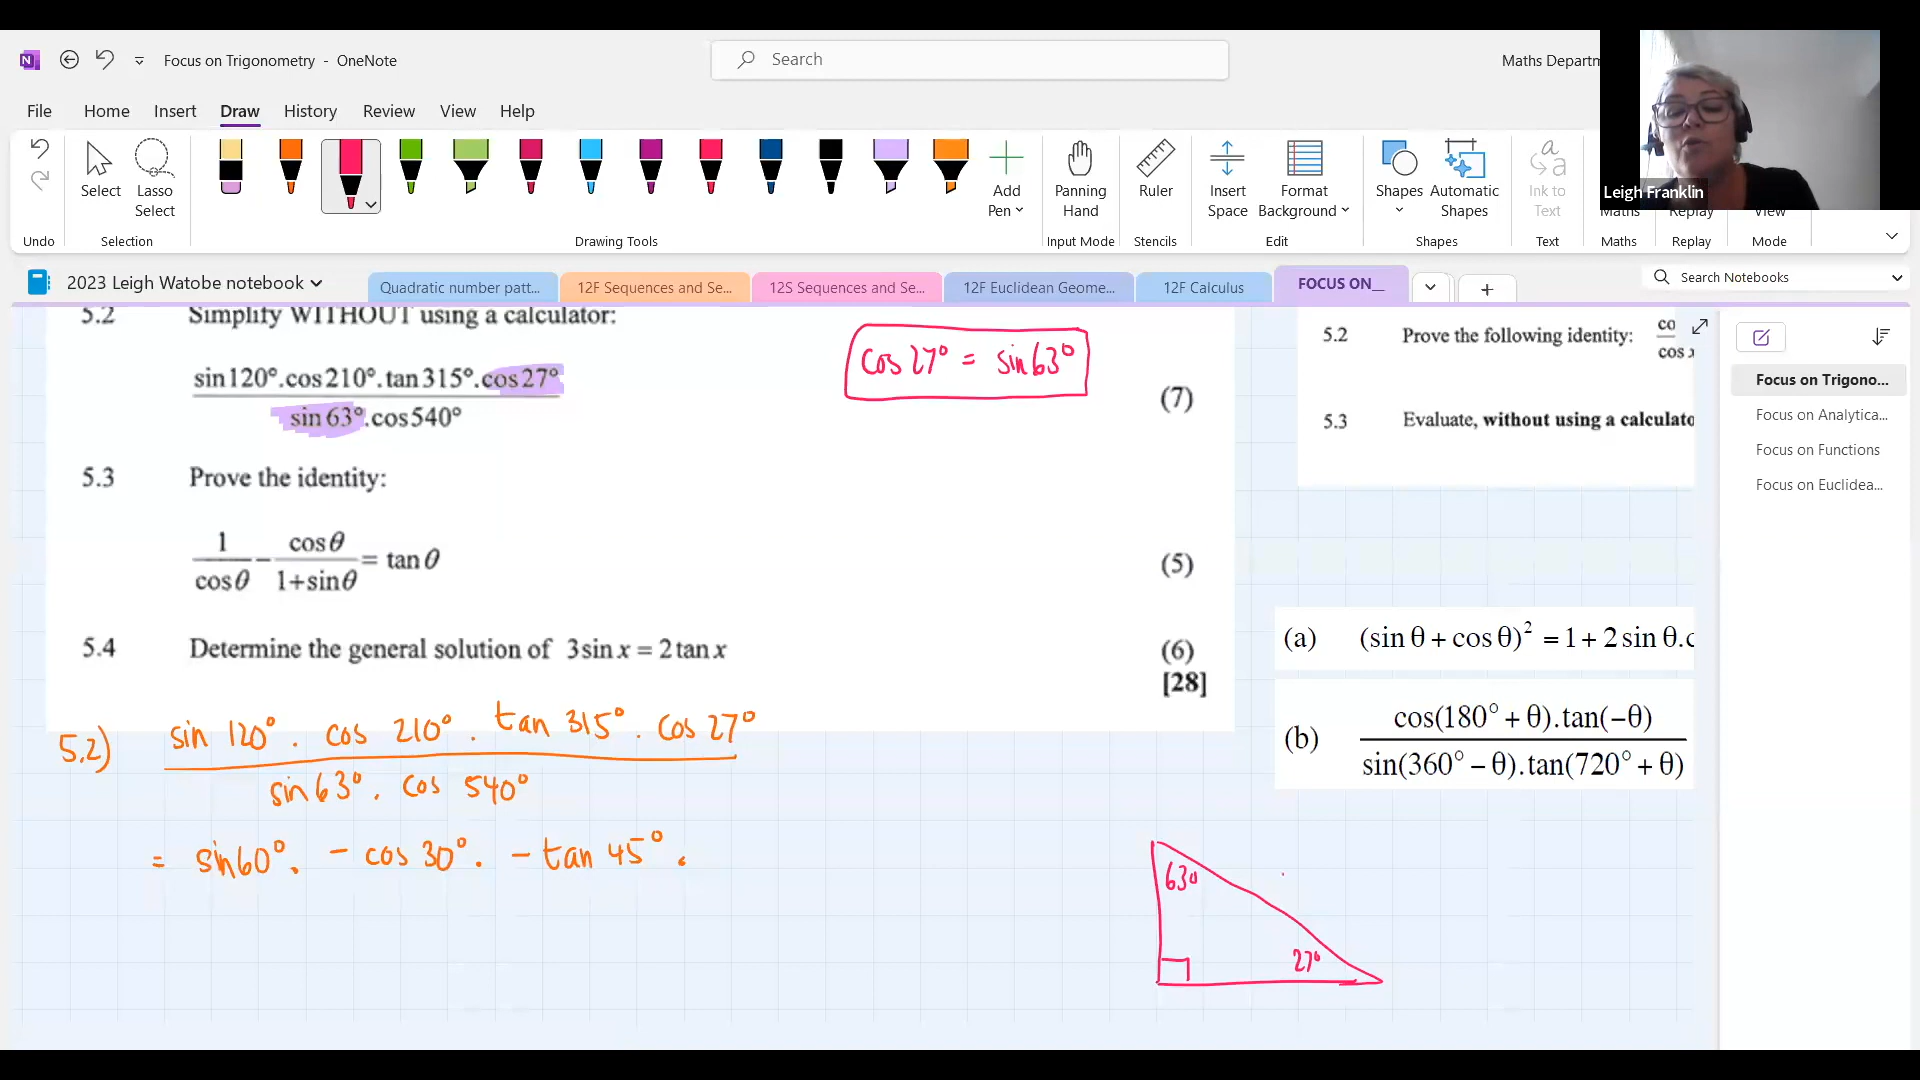 Focus on Trigonometry - OneNote
Search
Maths Departm
Leigh Franklin
File Home Insert Draw History Review View Help
Undo
Select
Lasso Select
Selection
Drawing Tools
Add Pen
Panning Hand
Input Mode
Ruler
Stencils
Insert Space
Format Background
Edit
Shapes
Automatic Shapes
Shapes
Ink to Text
Text
Maths
Maths
Replay
Replay
View
Mode
2023 Leigh Watobe notebook
Quadratic number patt...
12F Sequences and Se...
12S Sequences and Se...
12F Euclidean Geome...
12F Calculus
FOCUS ON__
Search Notebooks
Focus on Trigono...
Focus on Analytica...
Focus on Functions
Focus on Euclidea...
5.2 Simplify WITHOUT using a calculator:
sin120°.cos210°.tan315°.cos27°
sin63°.cos540°
(7)
cos 27° = sin 63°
5.3 Prove the identity:
1/cosθ - cosθ/1+sinθ = tanθ
(5)
5.4 Determine the general solution of 3sin x = 2tan x
(6)
[28]
5.2) sin 120° . cos 210° . tan 315° . cos 27°
sin 63° . cos 540°
= sin60° . - cos 30° . - tan 45° .
63°
27°
5.2 Prove the following identity: co
cos x
5.3 Evaluate, without using a calculato
(a) (sin θ + cos θ)² = 1 + 2 sin θ.c
(b) cos(180° + θ).tan(−θ)
sin(360° − θ).tan(720° + θ)